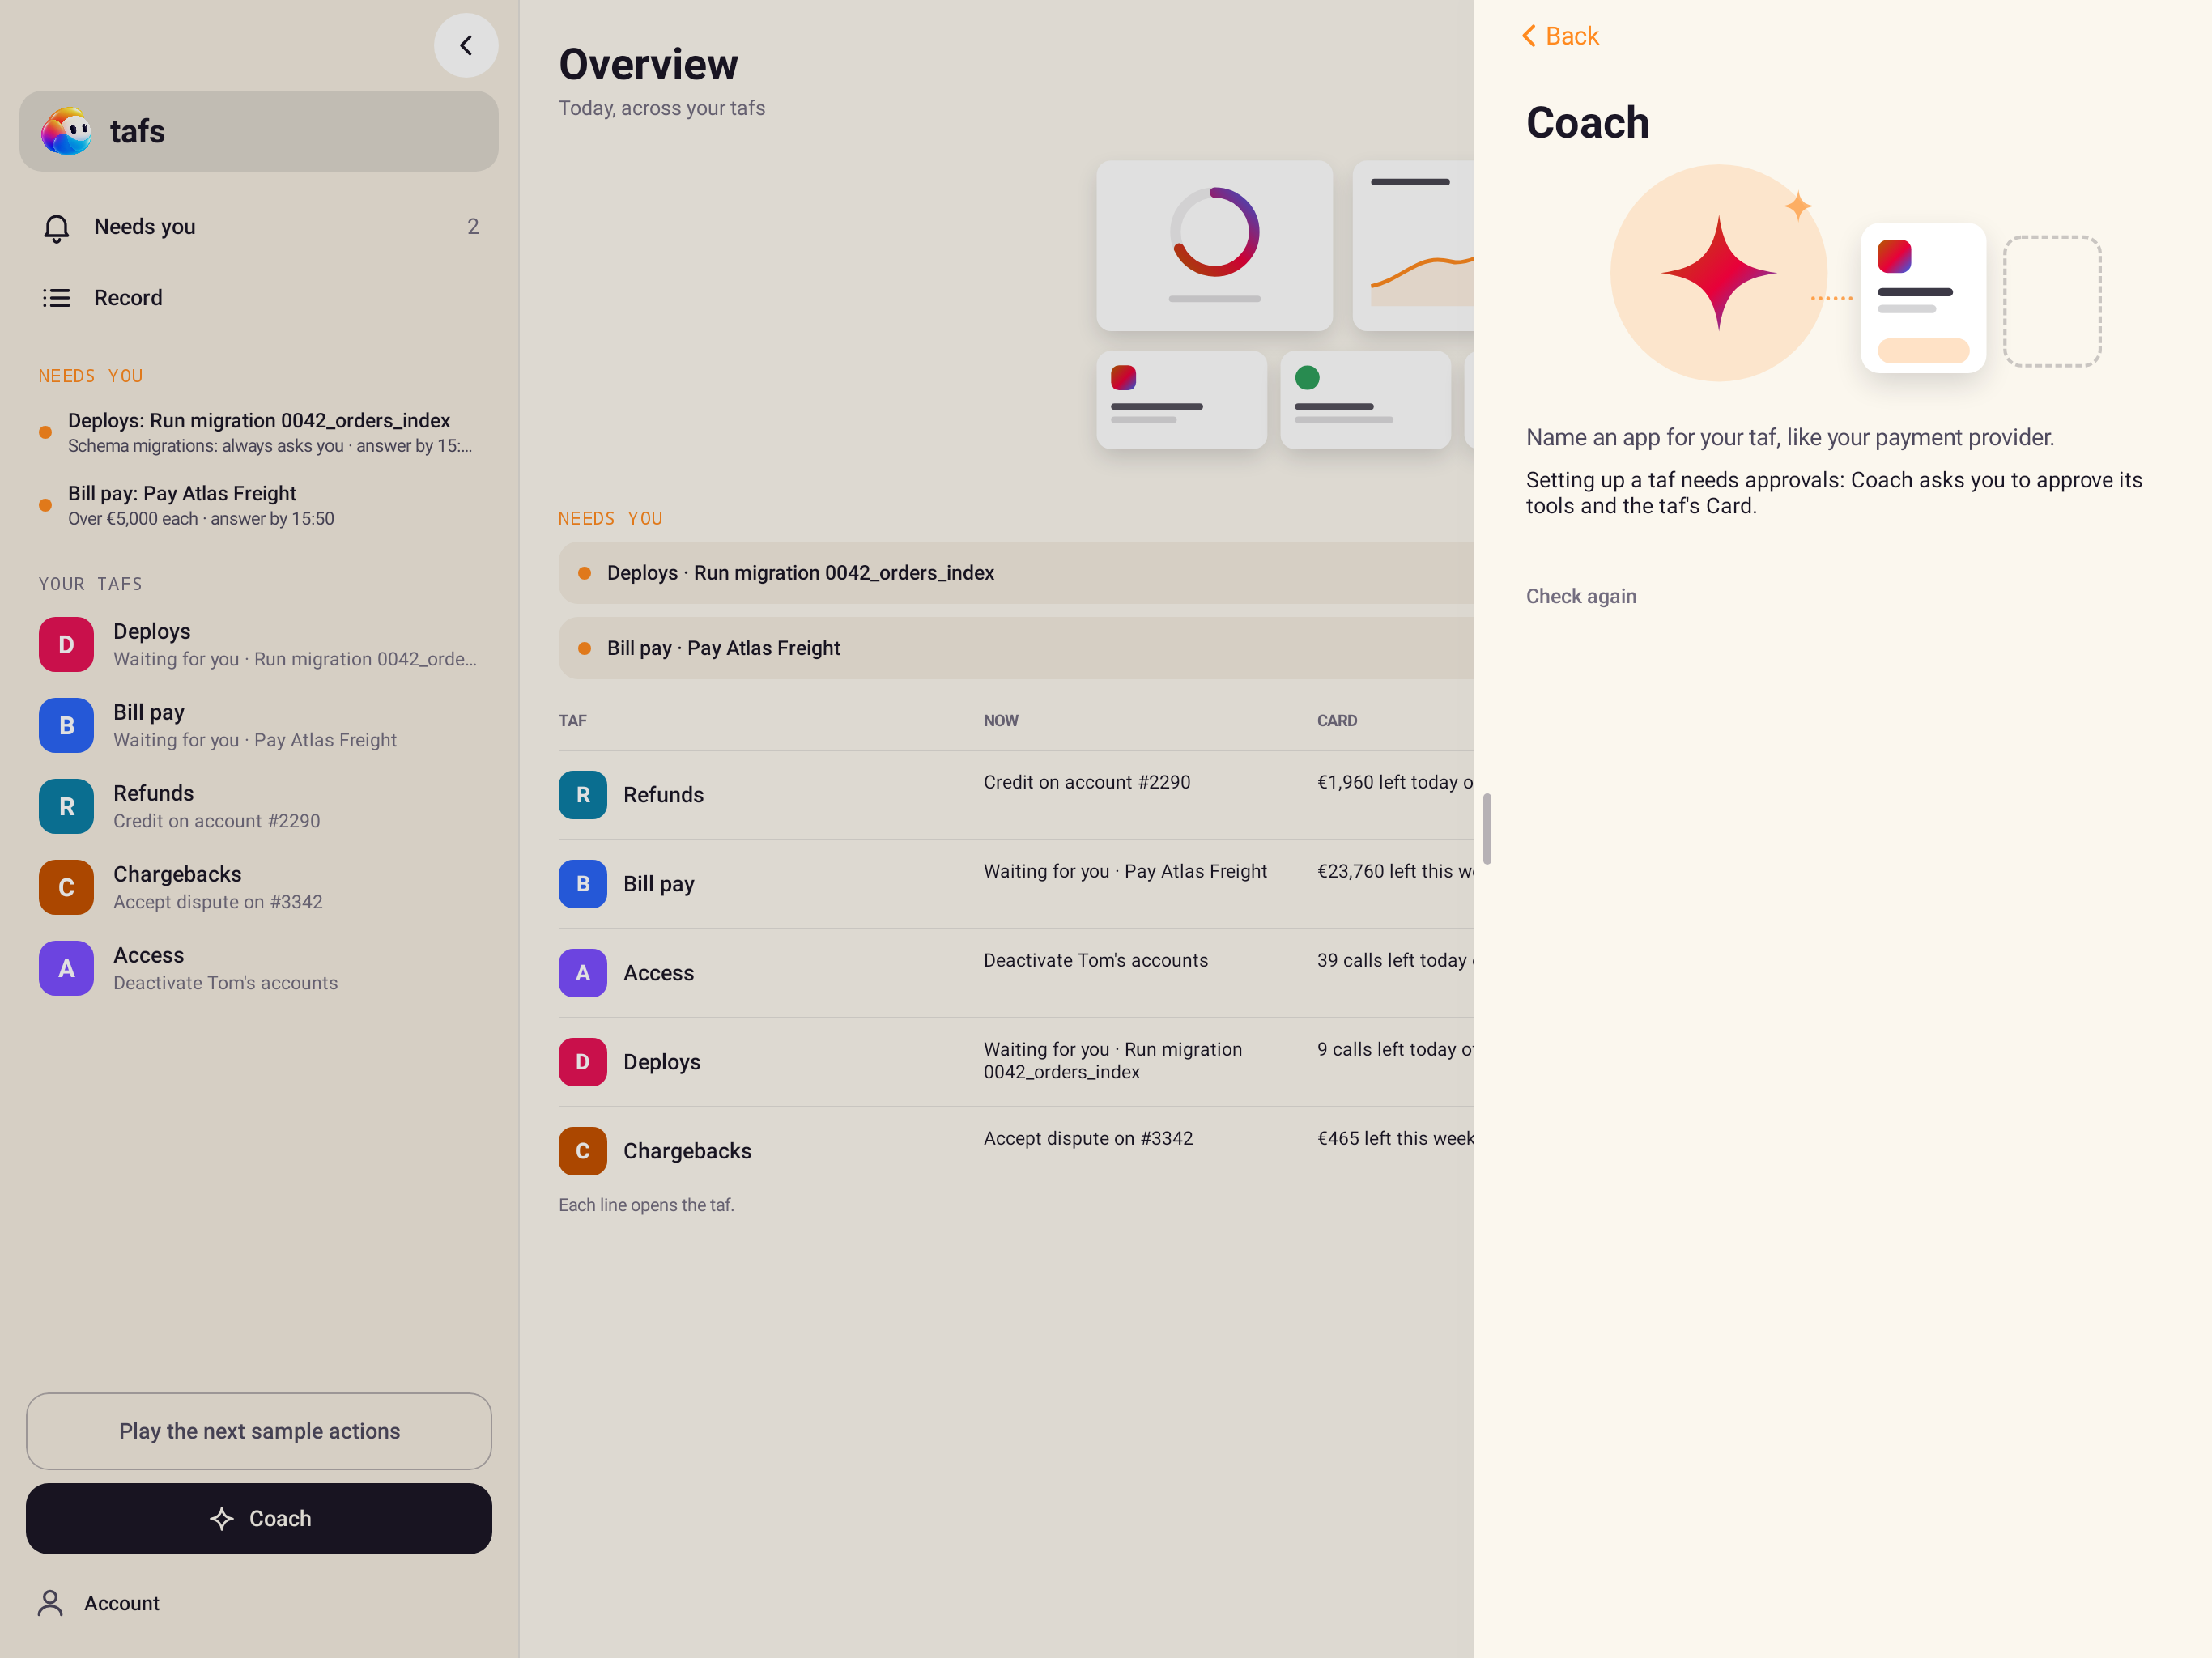 tafs
Needs you
2
Record
NEEDS YOU
Deploys: Run migration 0042_orders_index
Schema migrations: always asks you · answer by 15:…
Bill pay: Pay Atlas Freight
Over €5,000 each · answer by 15:50
YOUR TAFS
D
Deploys
Waiting for you · Run migration 0042_orde…
B
Bill pay
Waiting for you · Pay Atlas Freight
R
Refunds
Credit on account #2290
C
Chargebacks
Accept dispute on #3342
A
Access
Deactivate Tom's accounts
Play the next sample actions
Coach
Account
Overview
Today, across your tafs
NEEDS YOU
Deploys · Run migration 0042_orders_index
Bill pay · Pay Atlas Freight
TAF NOW CARD
R Refunds Credit on account #2290 €1,960 left today
B Bill pay Waiting for you · Pay Atlas Freight €23,760 left this
A Access Deactivate Tom's accounts 39 calls left today
D Deploys Waiting for you · Run migration 9 calls left today
0042_orders_index
C Chargebacks Accept dispute on #3342 €465 left this week
Each line opens the taf.
Back
Coach
Name an app for your taf, like your payment provider.
Setting up a taf needs approvals: Coach asks you to approve its
tools and the taf's Card.
Check again